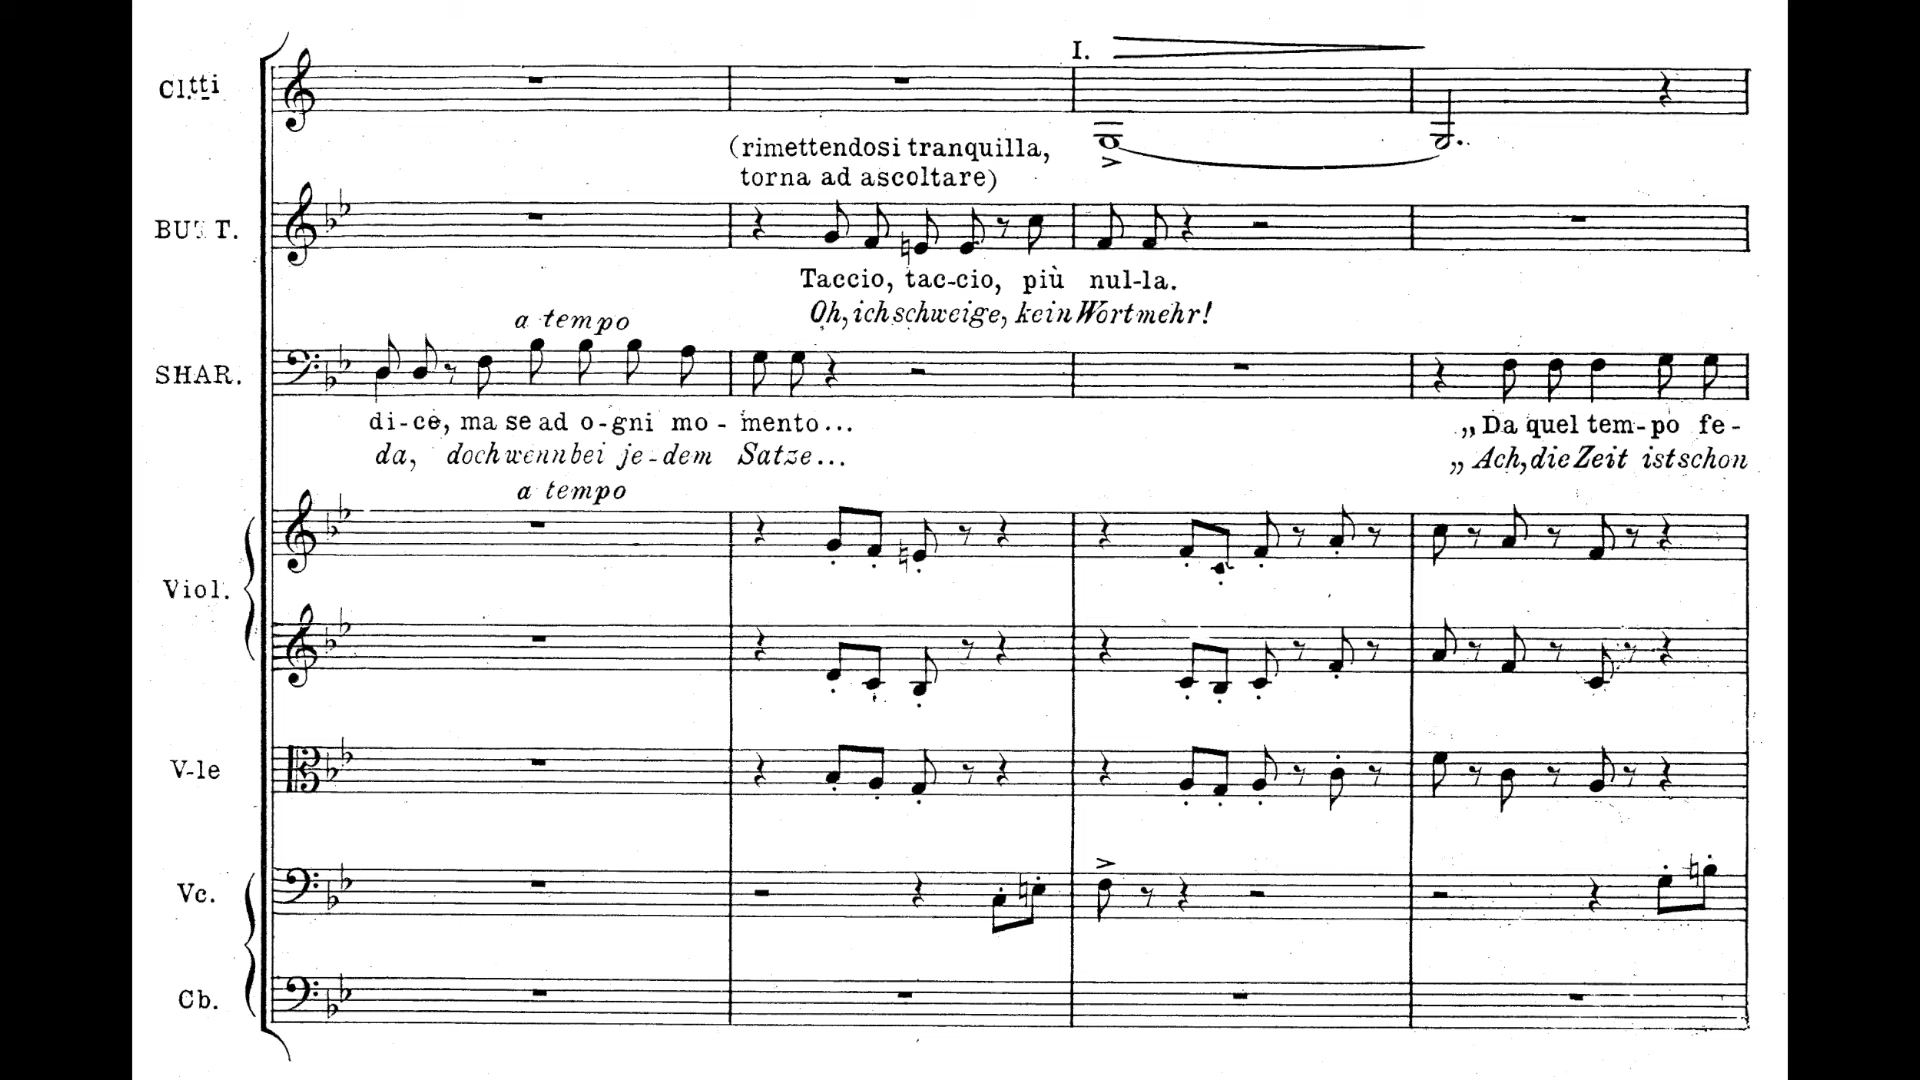 I.
Cl.tti
(rimettendosi tranquilla,
torna ad ascoltare)
BUTT.
Taccio, tac-cio, più nul-la.
Oh, ich schweige, kein Wort mehr!
a tempo
SHAR.
di-ce, ma se ad o-gni mo - mento... „Da quel tem-po fe-
da, doch wenn bei je-dem Satze... „Ach, die Zeit ist schon
a tempo
Viol.
V-le
Vc.
Cb.